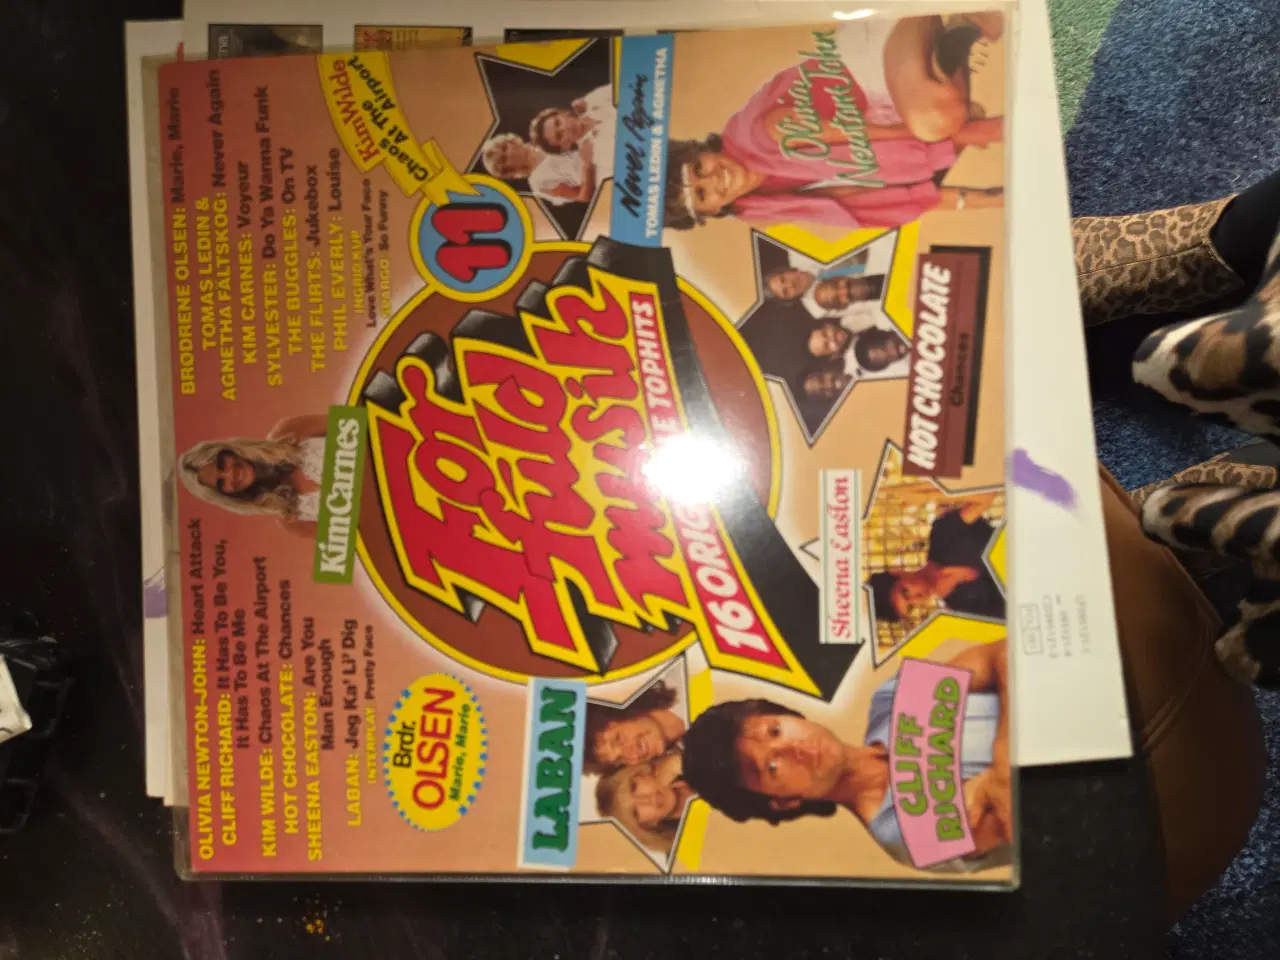 OLIVIA NEWTON-JOHN: Heart Attack
CLIFF RICHARD: It Has To Be You,
It Has To Be Me
KIM WILDE: Chaos At The Airport
HOT CHOCOLATE: Chances
SHEENA EASTON: Are You
Man Enough
LABAN: Jeg Ka' Li' Dig
INTERPLAY Pretty Face
BRØDRENE OLSEN: Marie, Marie
TOMAS LEDIN &
AGNETHA FÄLTSKOG: Never Again
KIM CARNES: Voyeur
SYLVESTER: Do Ya Wanna Funk
THE BUGGLES: On TV
THE FLIRTS: Jukebox
PHIL EVERLY: Louise
INGRID KUP
Love What's Your Face
SPARGO So Funny
Kim Wilde
Chaos At The Airport
Kim Carnes
11
Brdr.
OLSEN
Marie, Marie
For
fuld
musik
16 ORIG
TOPHITS
Never Again
TOMAS LEDIN & AGNETHA
LABAN
Olivia
Newton John
Sheena Easton
HOT CHOCOLATE
Chances
CLIFF
RICHARD